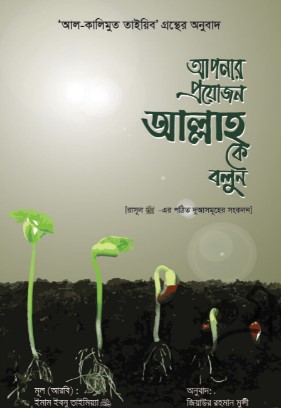 'আল-কালিমুত তাইয়িব' গ্রন্থের অনুবাদ
আপনার
প্রয়োজন
আল্লাহ
কে
বলুন
[রাসূল ﷺ -এর পঠিত দুআসমূহের সংকলন]
মূল (আরবি) :
ইমাম ইবনু তাইমিয়্যা
অনুবাদ:
জিয়াউর রহমান মুন্সী